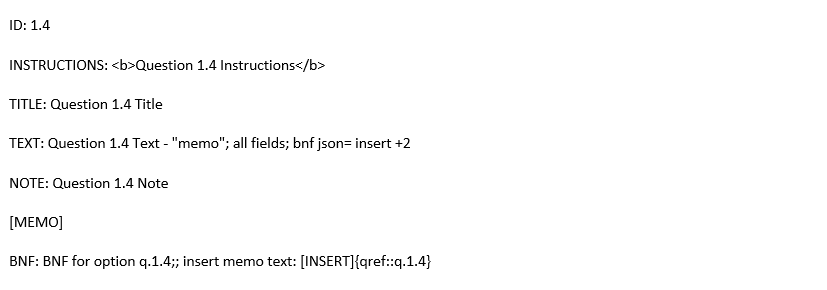 ID: 1.4
INSTRUCTIONS: <b>Question 1.4 Instructions</b>
TITLE: Question 1.4 Title
TEXT: Question 1.4 Text - "memo"; all fields; bnf json= insert +2
NOTE: Question 1.4 Note
[MEMO]
BNF: BNF for option q.1.4;; insert memo text: [INSERT]{qref::q.1.4}